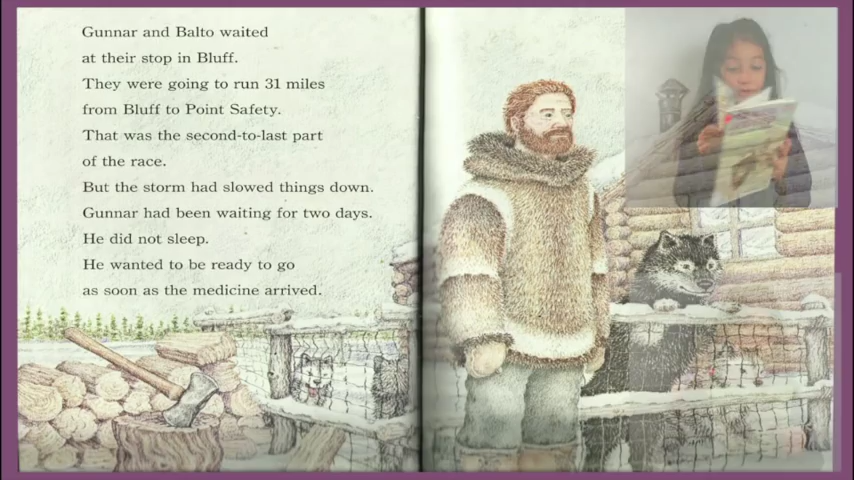 Gunnar and Balto waited
at their stop in Bluff.
They were going to run 31 miles
from Bluff to Point Safety.
That was the second-to-last part
of the race.
But the storm had slowed things down.
Gunnar had been waiting for two days.
He did not sleep.
He wanted to be ready to go
as soon as the medicine arrived.